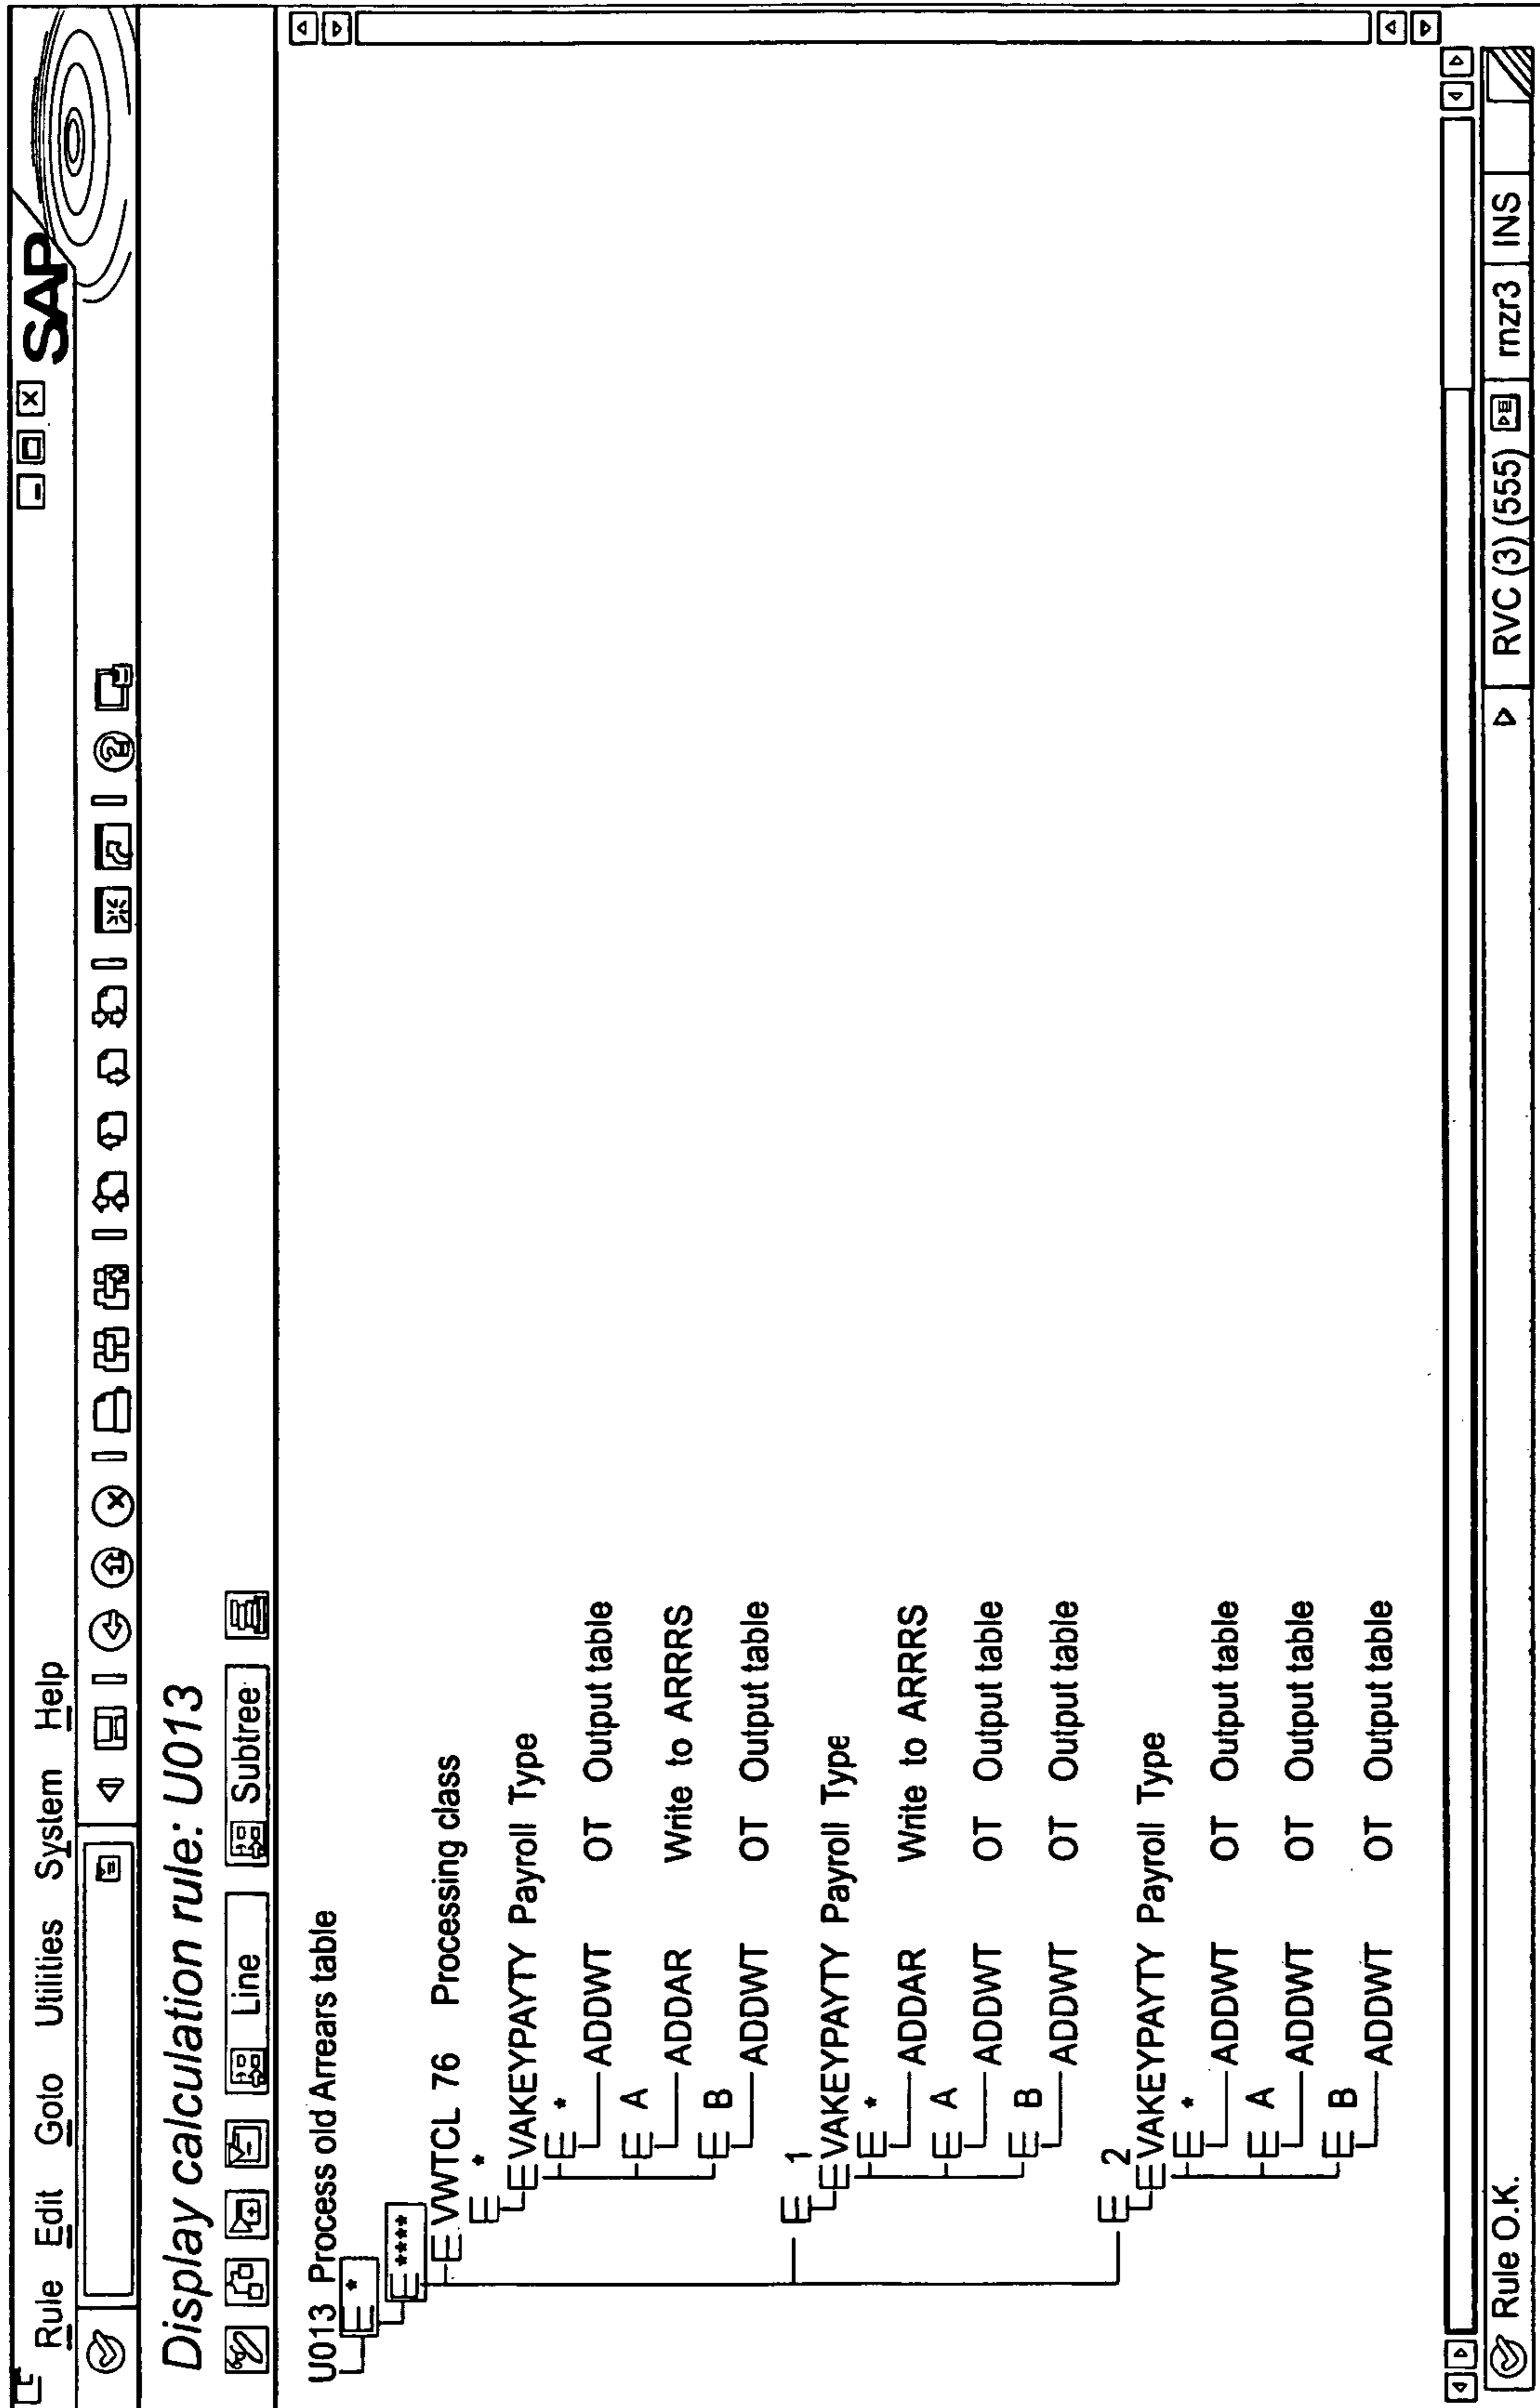 SAP
Rule Edit Goto Utilities System Help
Display calculation rule: U013
Line Subtree
U013 Process old Arrears table
*
****
VWTCL 76 Processing class
*
VAKEYPAYTY Payroll Type
*
ADDWT OT Output table
A
ADDAR Write to ARRRS
B
ADDWT OT Output table
1
VAKEYPAYTY Payroll Type
*
ADDAR Write to ARRRS
A
ADDWT OT Output table
B
ADDWT OT Output table
2
VAKEYPAYTY Payroll Type
*
ADDWT OT Output table
A
ADDWT OT Output table
B
ADDWT OT Output table
Rule O.K. RVC (3) (555) rnzr3 INS